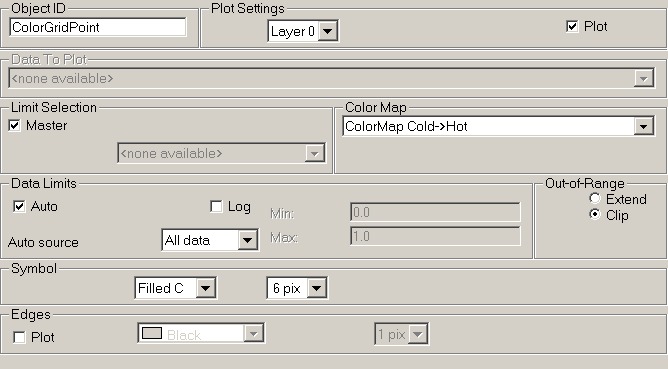 Object ID Plot Settings
ColorGridPoint Layer 0 Plot
Data To Plot
<none available>
Limit Selection Color Map
Master ColorMap Cold->Hot
<none available>
Data Limits Out-of-Range
Auto Log Min: 0.0 Extend
Clip
Auto source All data Max: 1.0
Symbol
Filled C 6 pix
Edges
Plot Black 1 pix